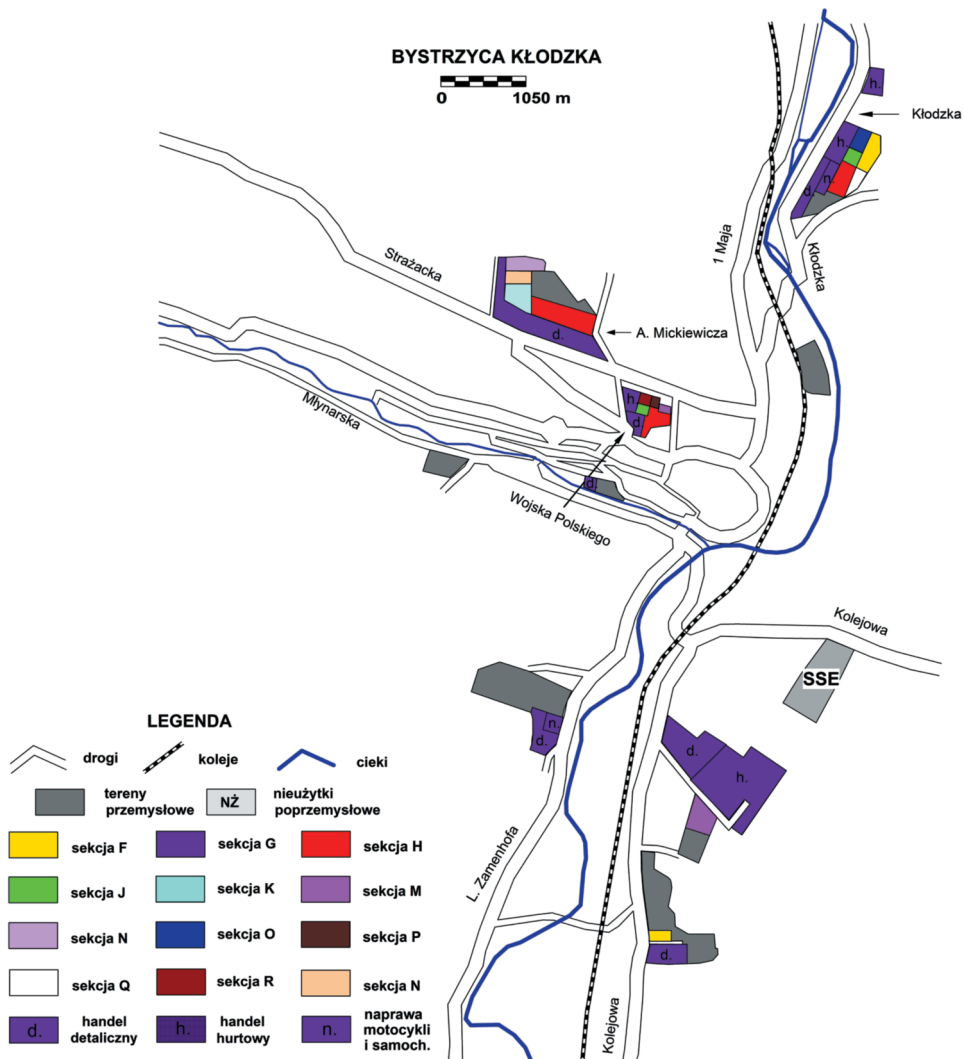 BYSTRZYCA KŁODZKA
0 1050 m
h.
Kłodzka
h.
n.
d.
1 Maja
Kłodzka
Strażacka
d.
A. Mickiewicza
h.
d.
Młynarska
d.
Wojska Polskiego
Kolejowa
SSE
n.
d.
d.
h.
L. Zamenhofa
d.
Kolejowa
LEGENDA
drogi
koleje
cieki
tereny
przemysłowe
NŻ
nieużytki
poprzemysłowe
sekcja F
sekcja G
sekcja H
sekcja J
sekcja K
sekcja M
sekcja N
sekcja O
sekcja P
sekcja Q
sekcja R
sekcja N
d.
handel
detaliczny
h.
handel
hurtowy
n.
naprawa
motocykli
i samoch.